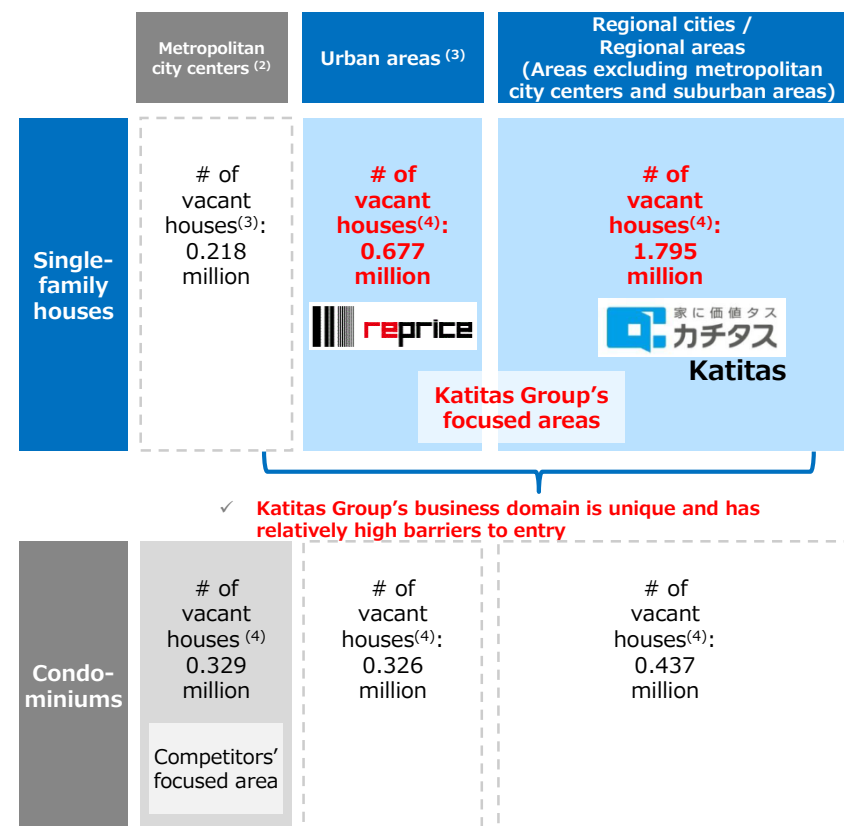 Metropolitan
city centers (2)
Urban areas (3)
Regional cities /
Regional areas
(Areas excluding metropolitan
city centers and suburban areas)
Single-
family
houses
# of
vacant
houses(3):
0.218
million
# of
vacant
houses(4):
0.677
million
reprice
# of
vacant
houses(4):
1.795
million
家に価値タス
カチタス
Katitas
Katitas Group’s
focused areas
✓ Katitas Group’s business domain is unique and has
relatively high barriers to entry
Condo-
miniums
# of
vacant
houses (4)
0.329
million
Competitors’
focused area
# of
vacant
houses(4):
0.326
million
# of
vacant
houses(4):
0.437
million